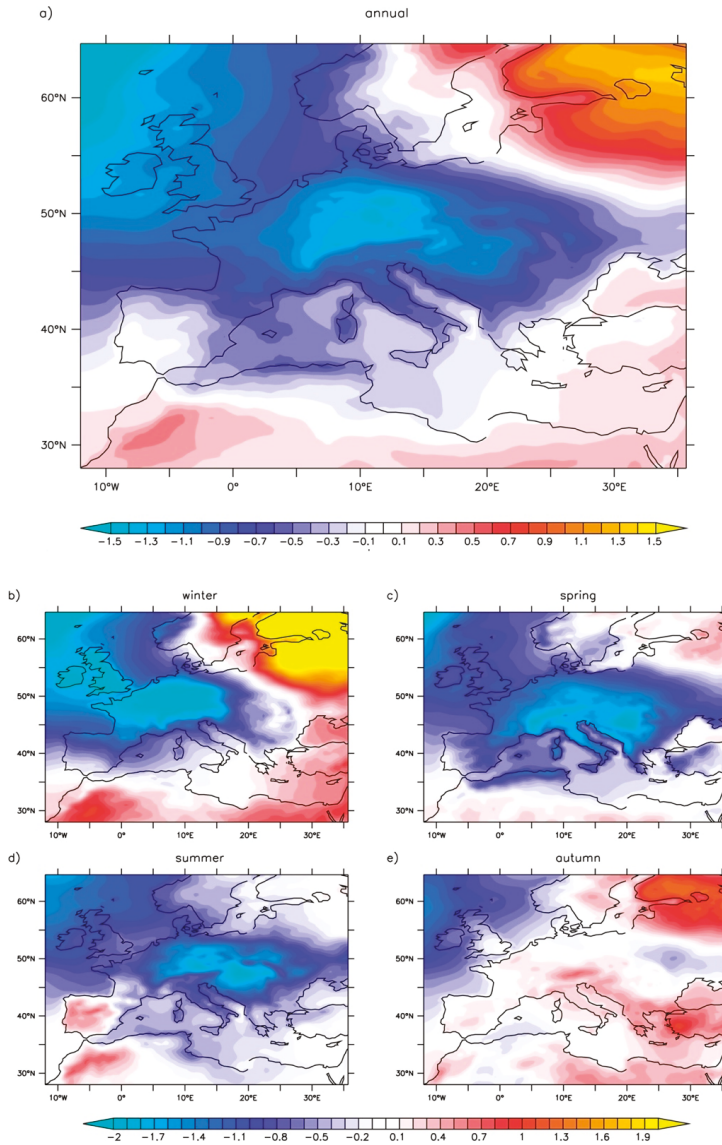 a) annual
60°N
50°N
40°N
30°N
10°W 0° 10°E 20°E 30°E
−1.5 −1.3 −1.1 −0.9 −0.7 −0.5 −0.3 −0.1 0.1 0.3 0.5 0.7 0.9 1.1 1.3 1.5
b) winter
60°N
50°N
40°N
30°N
10°W 0° 10°E 20°E 30°E
c) spring
60°N
50°N
40°N
30°N
10°W 0° 10°E 20°E 30°E
d) summer
60°N
50°N
40°N
30°N
10°W 0° 10°E 20°E 30°E
e) autumn
60°N
50°N
40°N
30°N
10°W 0° 10°E 20°E 30°E
−2 −1.7 −1.4 −1.1 −0.8 −0.5 −0.2 0.1 0.4 0.7 1 1.3 1.6 1.9